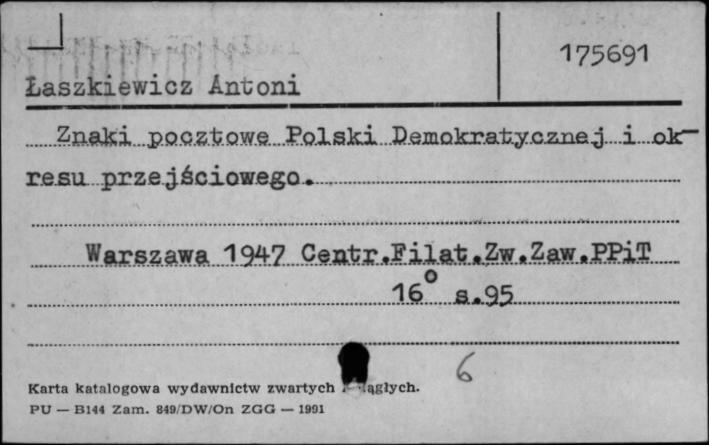 175691
Łaszkiewicz Antoni
Znaki pocztowe Polski Demokratycznej i ok-
resu przejściowego.
Warszawa 1947 Centr.Filat.Zw.Zaw.PPiT
16° s.95
6
Karta katalogowa wydawnictw zwartych ciągłych.
PU — B144 Zam. 849/DW/On ZGG — 1991